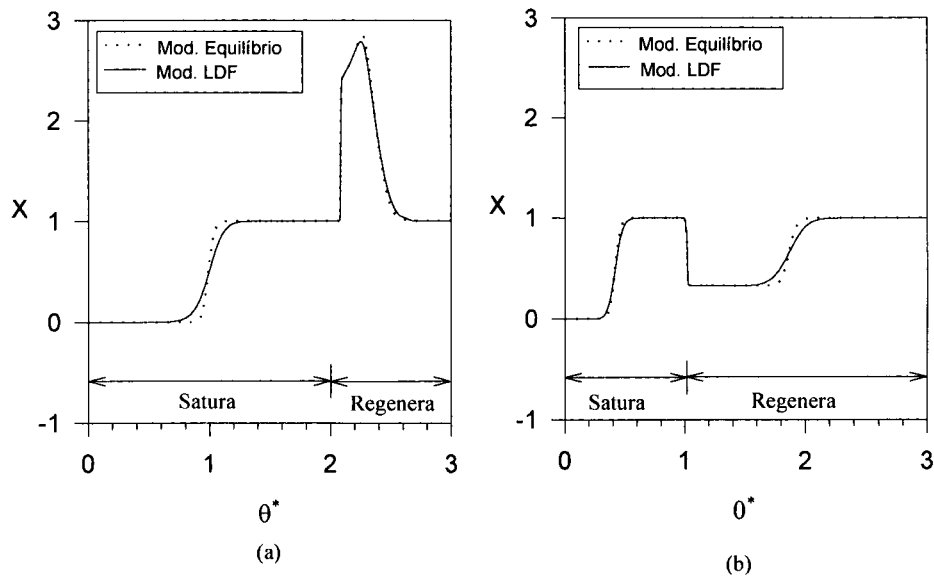 3
Mod. Equilíbrio
Mod. LDF
2
X
1
0
Satura
Regenera
-1
0 1 2 3
θ*
(a)
3
Mod. Equilíbrio
Mod. LDF
2
X
1
0
Satura
Regenera
-1
0 1 2 3
0*
(b)